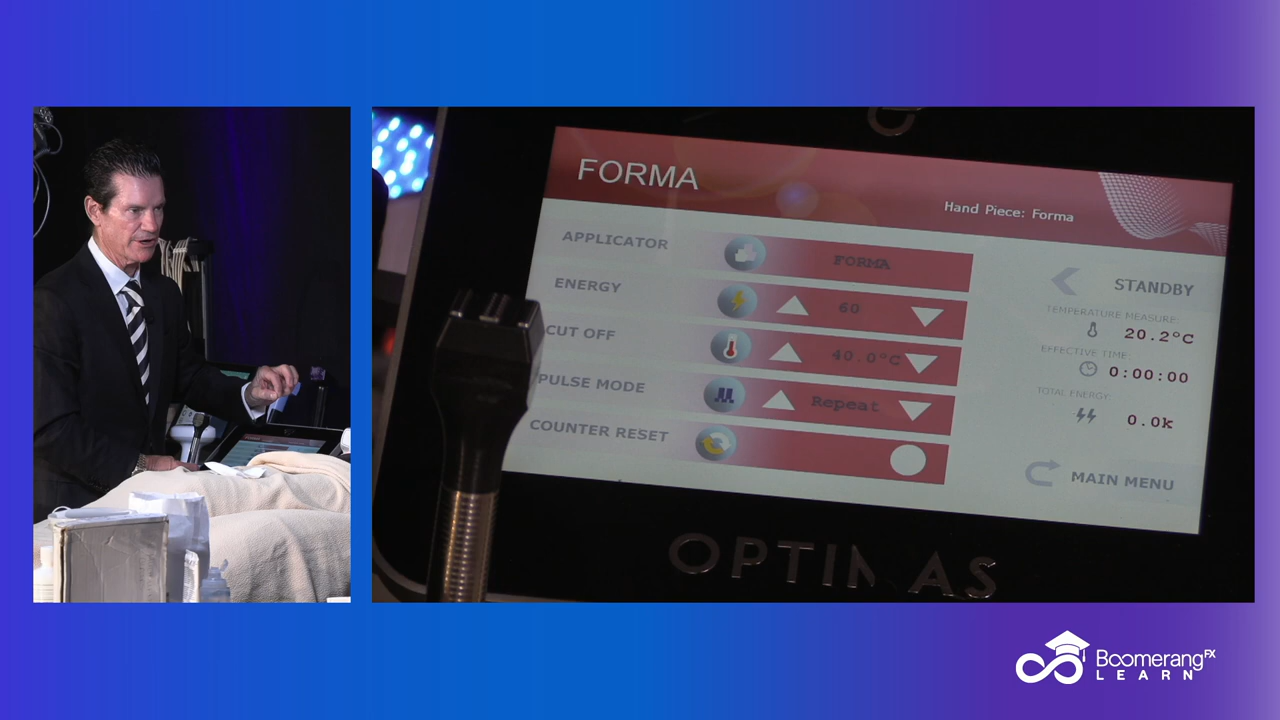 FORMA
Hand Piece: Forma
APPLICATOR
FORMA
ENERGY
60
CUT OFF
40.0°C
PULSE MODE
Repeat
COUNTER RESET
STANDBY
TEMPERATURE MEASURE:
20.2°C
EFFECTIVE TIME:
0:00:00
TOTAL ENERGY:
0.0k
MAIN MENU
OPTIMAS
BoomerangFX
LEARN